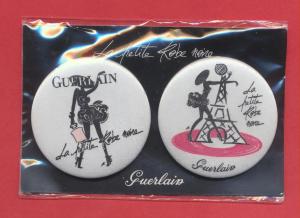 La petite Robe noire
GUERLAIN
La petite Robe noire
La
petite
Robe noire
Guerlain
Guerlain